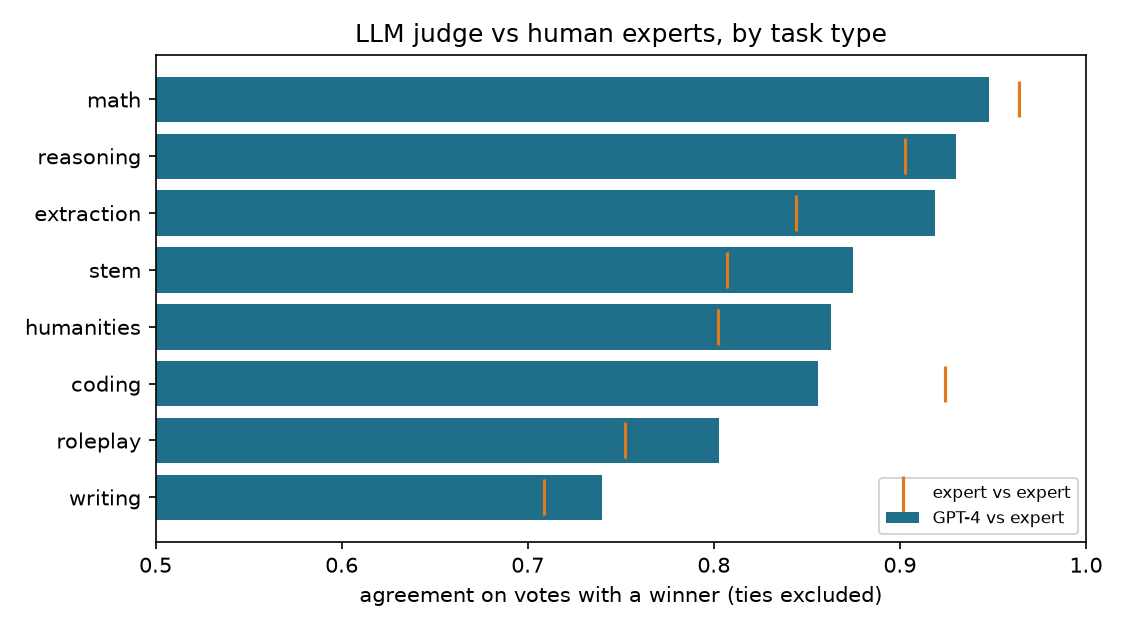 LLM judge vs human experts, by task type
math
reasoning
extraction
stem
humanities
coding
roleplay
writing
expert vs expert
GPT-4 vs expert
0.5 0.6 0.7 0.8 0.9 1.0
agreement on votes with a winner (ties excluded)